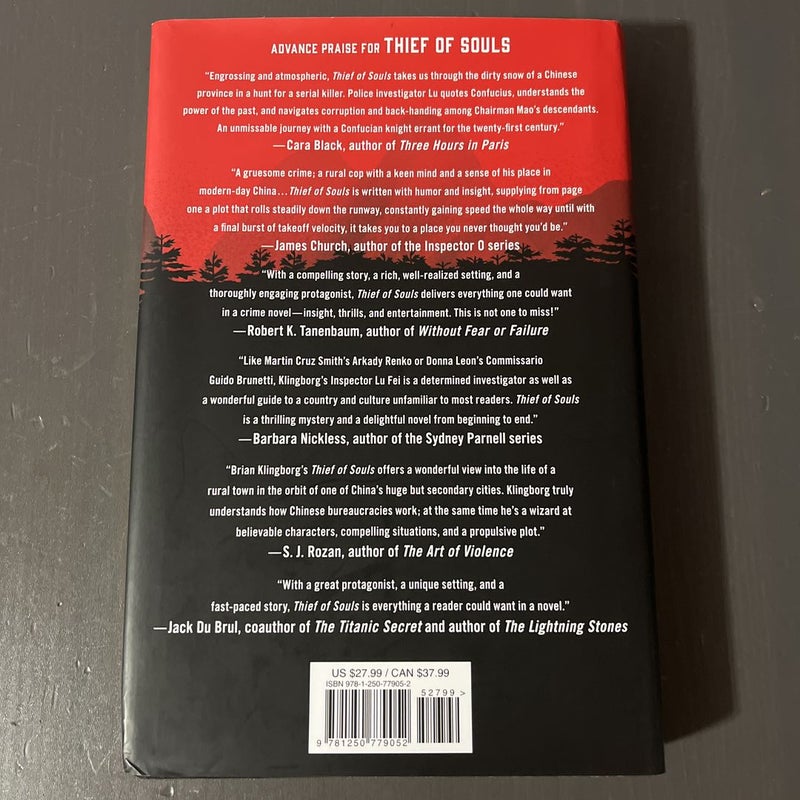 ADVANCE PRAISE FOR THIEF OF SOULS
“Engrossing and atmospheric, Thief of Souls takes us through the dirty snow of a Chinese
province in a hunt for a serial killer. Police investigator Lu quotes Confucius, understands the
power of the past, and navigates corruption and back-handing among Chairman Mao’s descendants.
An unmissable journey with a Confucian knight errant for the twenty-first century.”
—Cara Black, author of Three Hours in Paris
“A gruesome crime; a rural cop with a keen mind and a sense of his place in
modern-day China…Thief of Souls is written with humor and insight, supplying from page
one a plot that rolls steadily down the runway, constantly gaining speed the whole way until with
a final burst of takeoff velocity, it takes you to a place you never thought you’d be.”
—James Church, author of the Inspector O series
“With a compelling story, a rich, well-realized setting, and a
thoroughly engaging protagonist, Thief of Souls delivers everything one could want
in a crime novel—insight, thrills, and entertainment. This is not one to miss!”
—Robert K. Tanenbaum, author of Without Fear or Failure
“Like Martin Cruz Smith’s Arkady Renko or Donna Leon’s Commissario
Guido Brunetti, Klingborg’s Inspector Lu Fei is a determined investigator as well as
a wonderful guide to a country and culture unfamiliar to most readers. Thief of Souls
is a thrilling mystery and a delightful novel from beginning to end.”
—Barbara Nickless, author of the Sydney Parnell series
“Brian Klingborg’s Thief of Souls offers a wonderful view into the life of a
rural town in the orbit of one of China’s huge but secondary cities. Klingborg truly
understands how Chinese bureaucracies work; at the same time he’s a wizard at
believable characters, compelling situations, and a propulsive plot.”
—S. J. Rozan, author of The Art of Violence
“With a great protagonist, a unique setting, and a
fast-paced story, Thief of Souls is everything a reader could want in a novel.”
—Jack Du Brul, coauthor of The Titanic Secret and author of The Lightning Stones
US $27.99 / CAN $37.99
ISBN 978-1-250-77905-2
52799 >
9 781250 779052